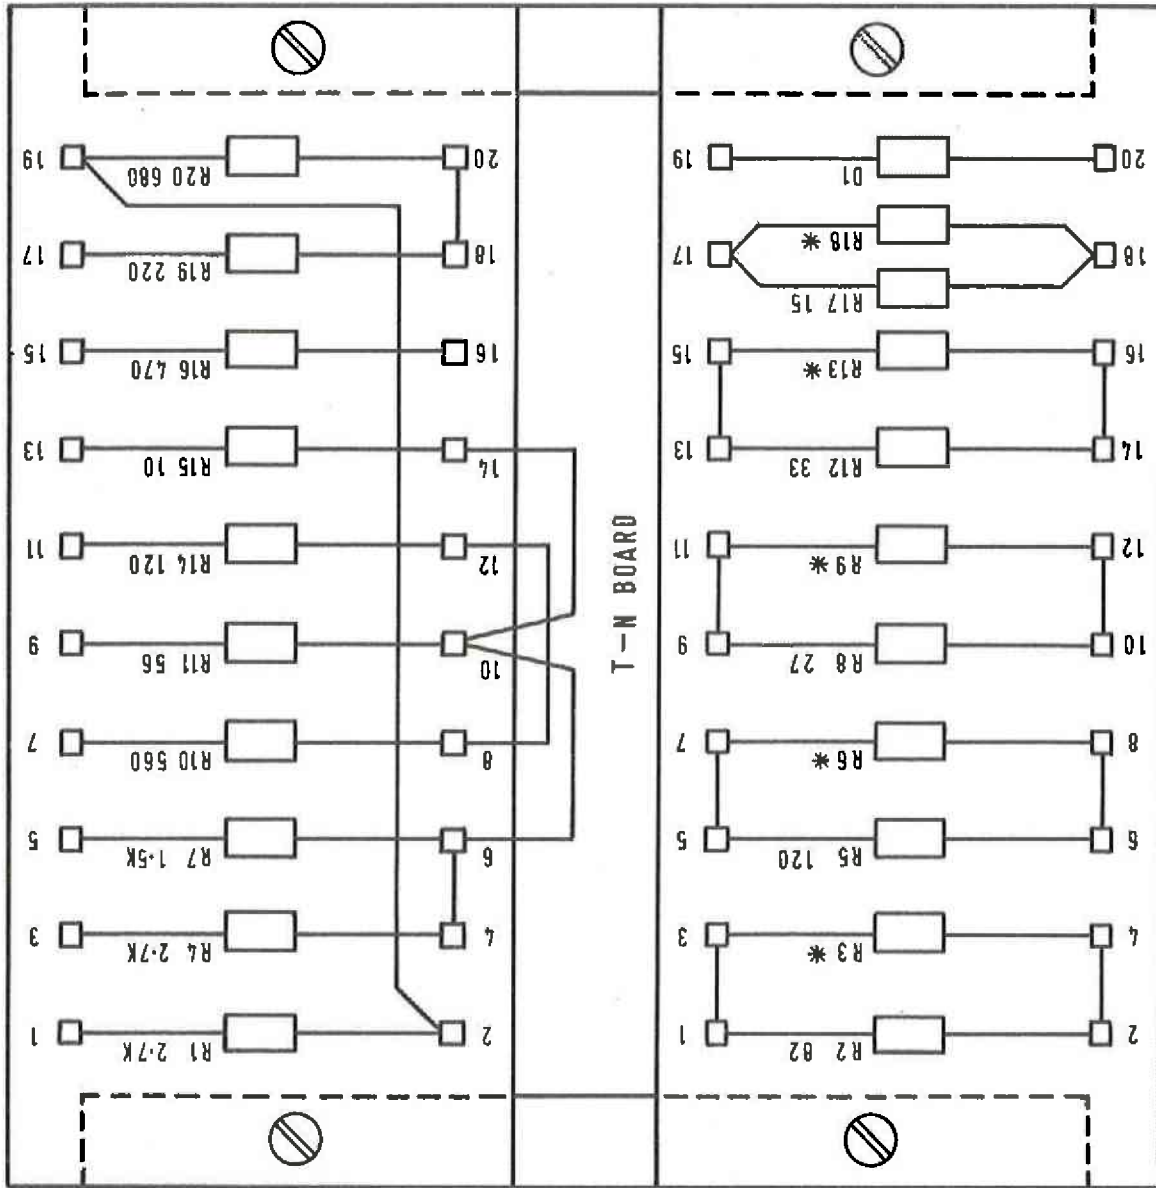 19 R20 680 20
17 R19 220 18
15 R16 470 16
13 R15 10 14
11 R14 120 12
9 R11 56 10
7 R10 560 8
5 R7 1·5K 6
3 R4 2·7K 4
1 R1 2·7K 2
T-N BOARD
19 D1 20
17 R18 * 18
R17 15
15 R13 * 16
13 R12 33 14
11 R9 * 12
9 R8 27 10
7 R6 * 8
5 R5 120 6
3 R3 * 4
1 R2 82 2